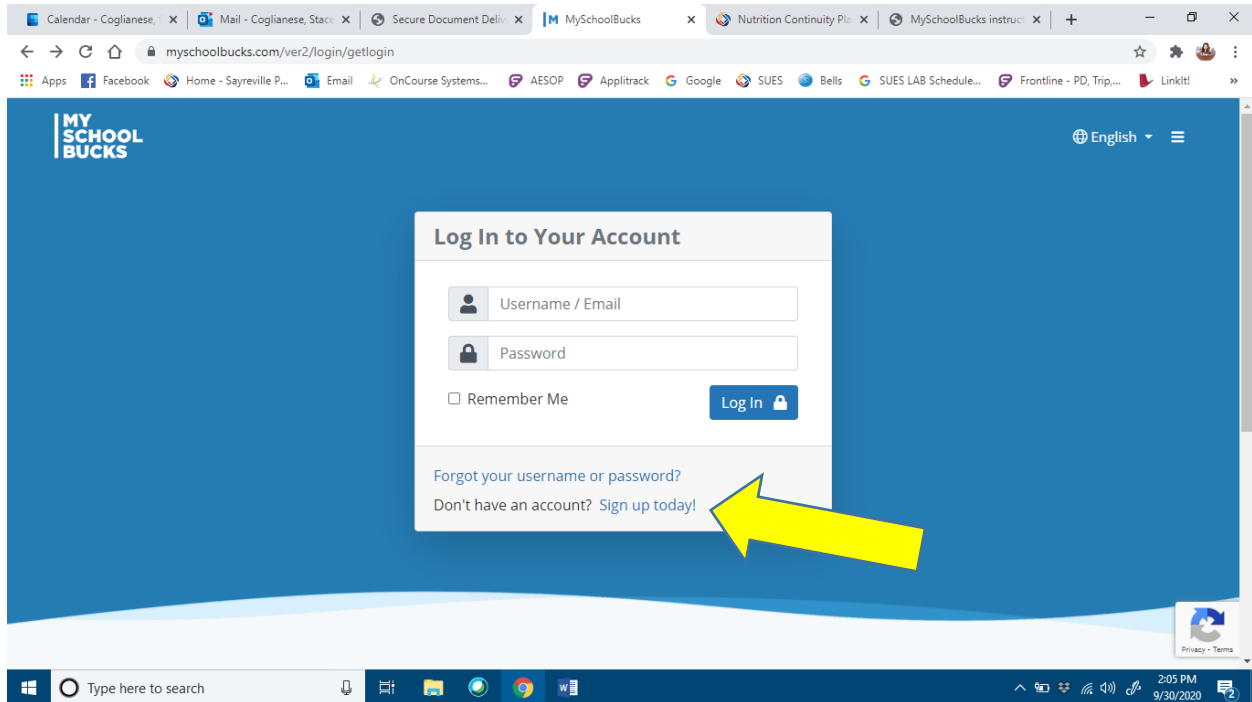 Calendar - Coglianese, S
Mail - Coglianese, Stace
Secure Document Deliv
MySchoolBucks
Nutrition Continuity Pla
MySchoolBucks instruct
myschoolbucks.com/ver2/login/getlogin
Apps
Facebook
Home - Sayreville P...
Email
OnCourse Systems...
AESOP
Applitrack
Google
SUES
Bells
SUES LAB Schedule...
Frontline - PD, Trip,...
LinkIt!
MY
SCHOOL
BUCKS
English
Log In to Your Account
Username / Email
Password
Remember Me
Log In
Forgot your username or password?
Don't have an account? Sign up today!
Privacy - Terms
Type here to search
2:05 PM
9/30/2020
2